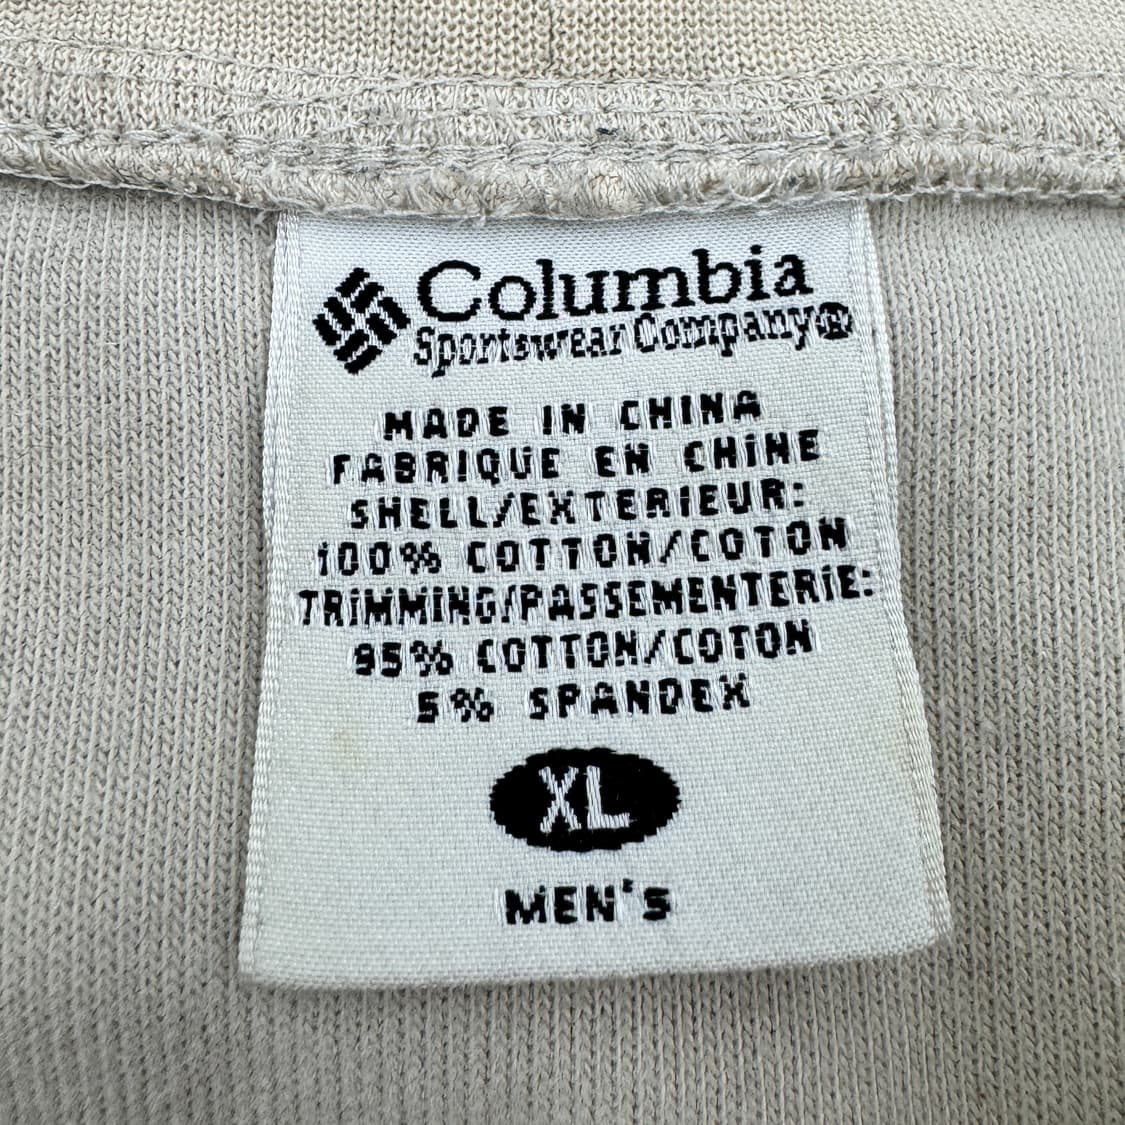 Columbia
Sportswear Company®
MADE IN CHINA
FABRIQUE EN CHINE
SHELL/EXTERIEUR:
100% COTTON/COTON
TRIMMING/PASSEMENTERIE:
95% COTTON/COTON
5% SPANDEX
XL
MEN'S